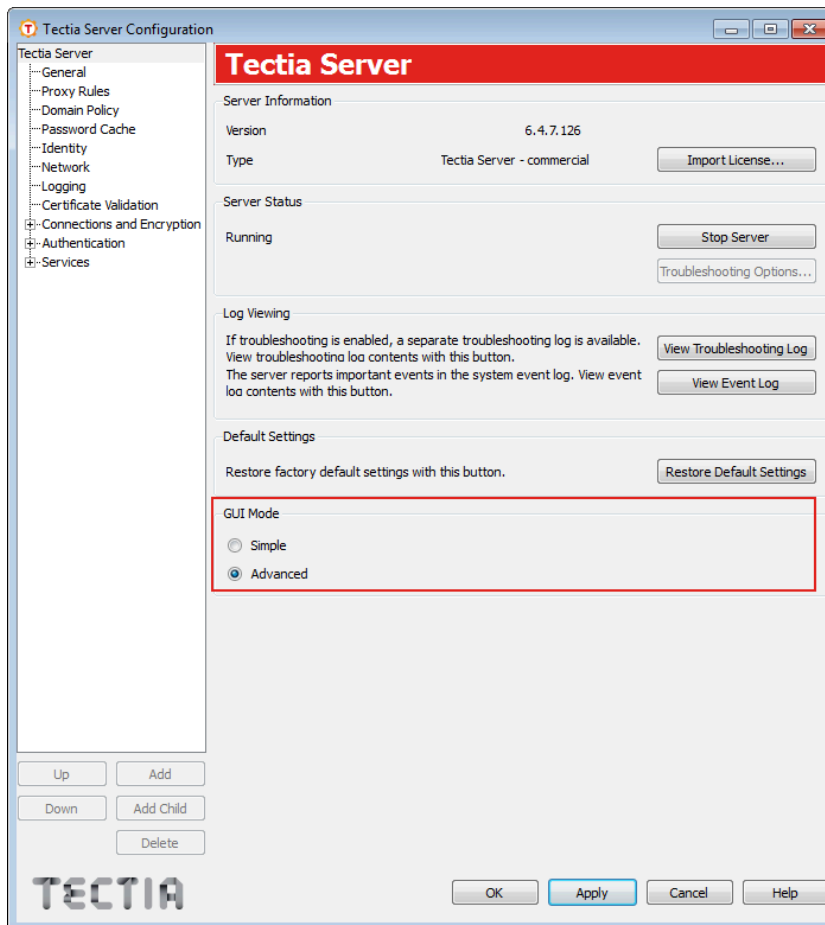 Tectia Server Configuration
Tectia Server
General
Proxy Rules
Domain Policy
Password Cache
Identity
Network
Logging
Certificate Validation
Connections and Encryption
Authentication
Services
Tectia Server
Server Information
Version 6.4.7.126
Type Tectia Server - commercial Import License...
Server Status
Running Stop Server
Troubleshooting Options...
Log Viewing
If troubleshooting is enabled, a separate troubleshooting log is available.
View troubleshooting log contents with this button.
View Troubleshooting Log
The server reports important events in the system event log. View event
log contents with this button.
View Event Log
Default Settings
Restore factory default settings with this button. Restore Default Settings
GUI Mode
Simple
Advanced
Up Add
Down Add Child
Delete
TECTIA
OK Apply Cancel Help